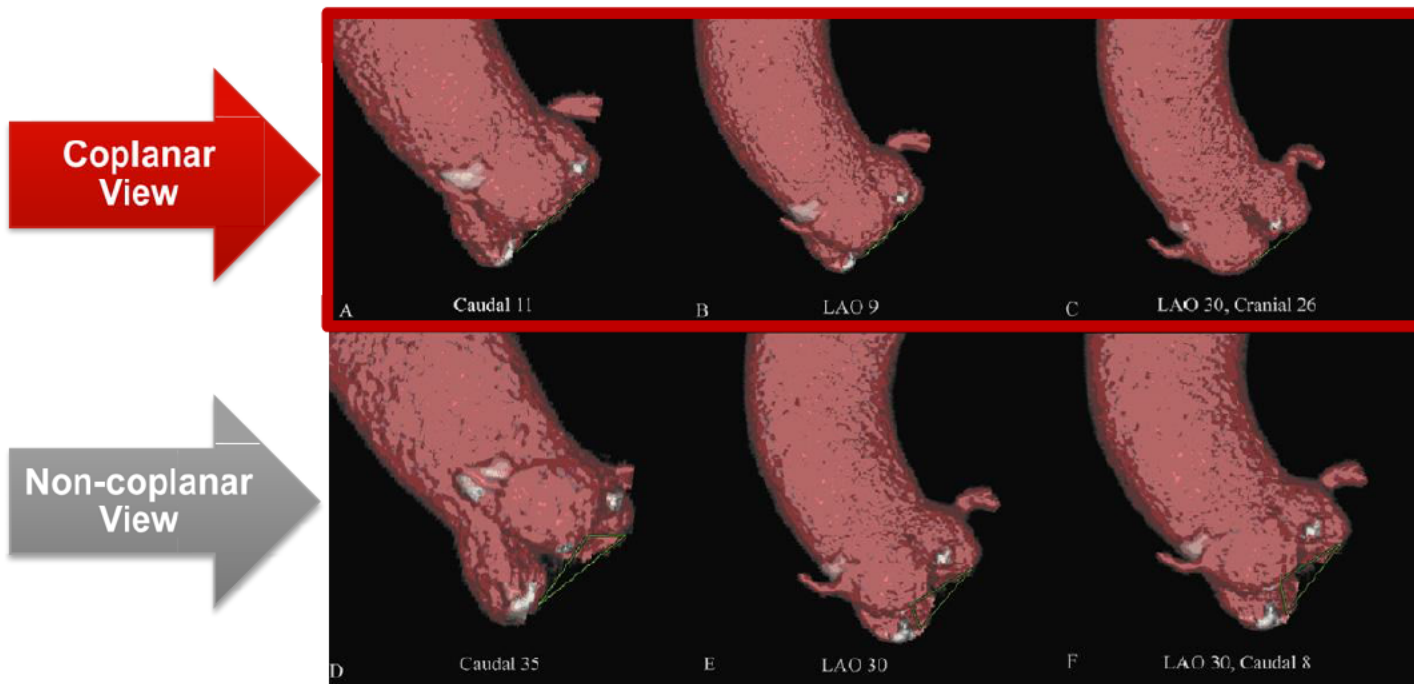 Coplanar
View
A
Caudal 11
B
LAO 9
C
LAO 30, Cranial 26
Non-coplanar
View
D
Caudal 35
E
LAO 30
F
LAO 30, Caudal 8